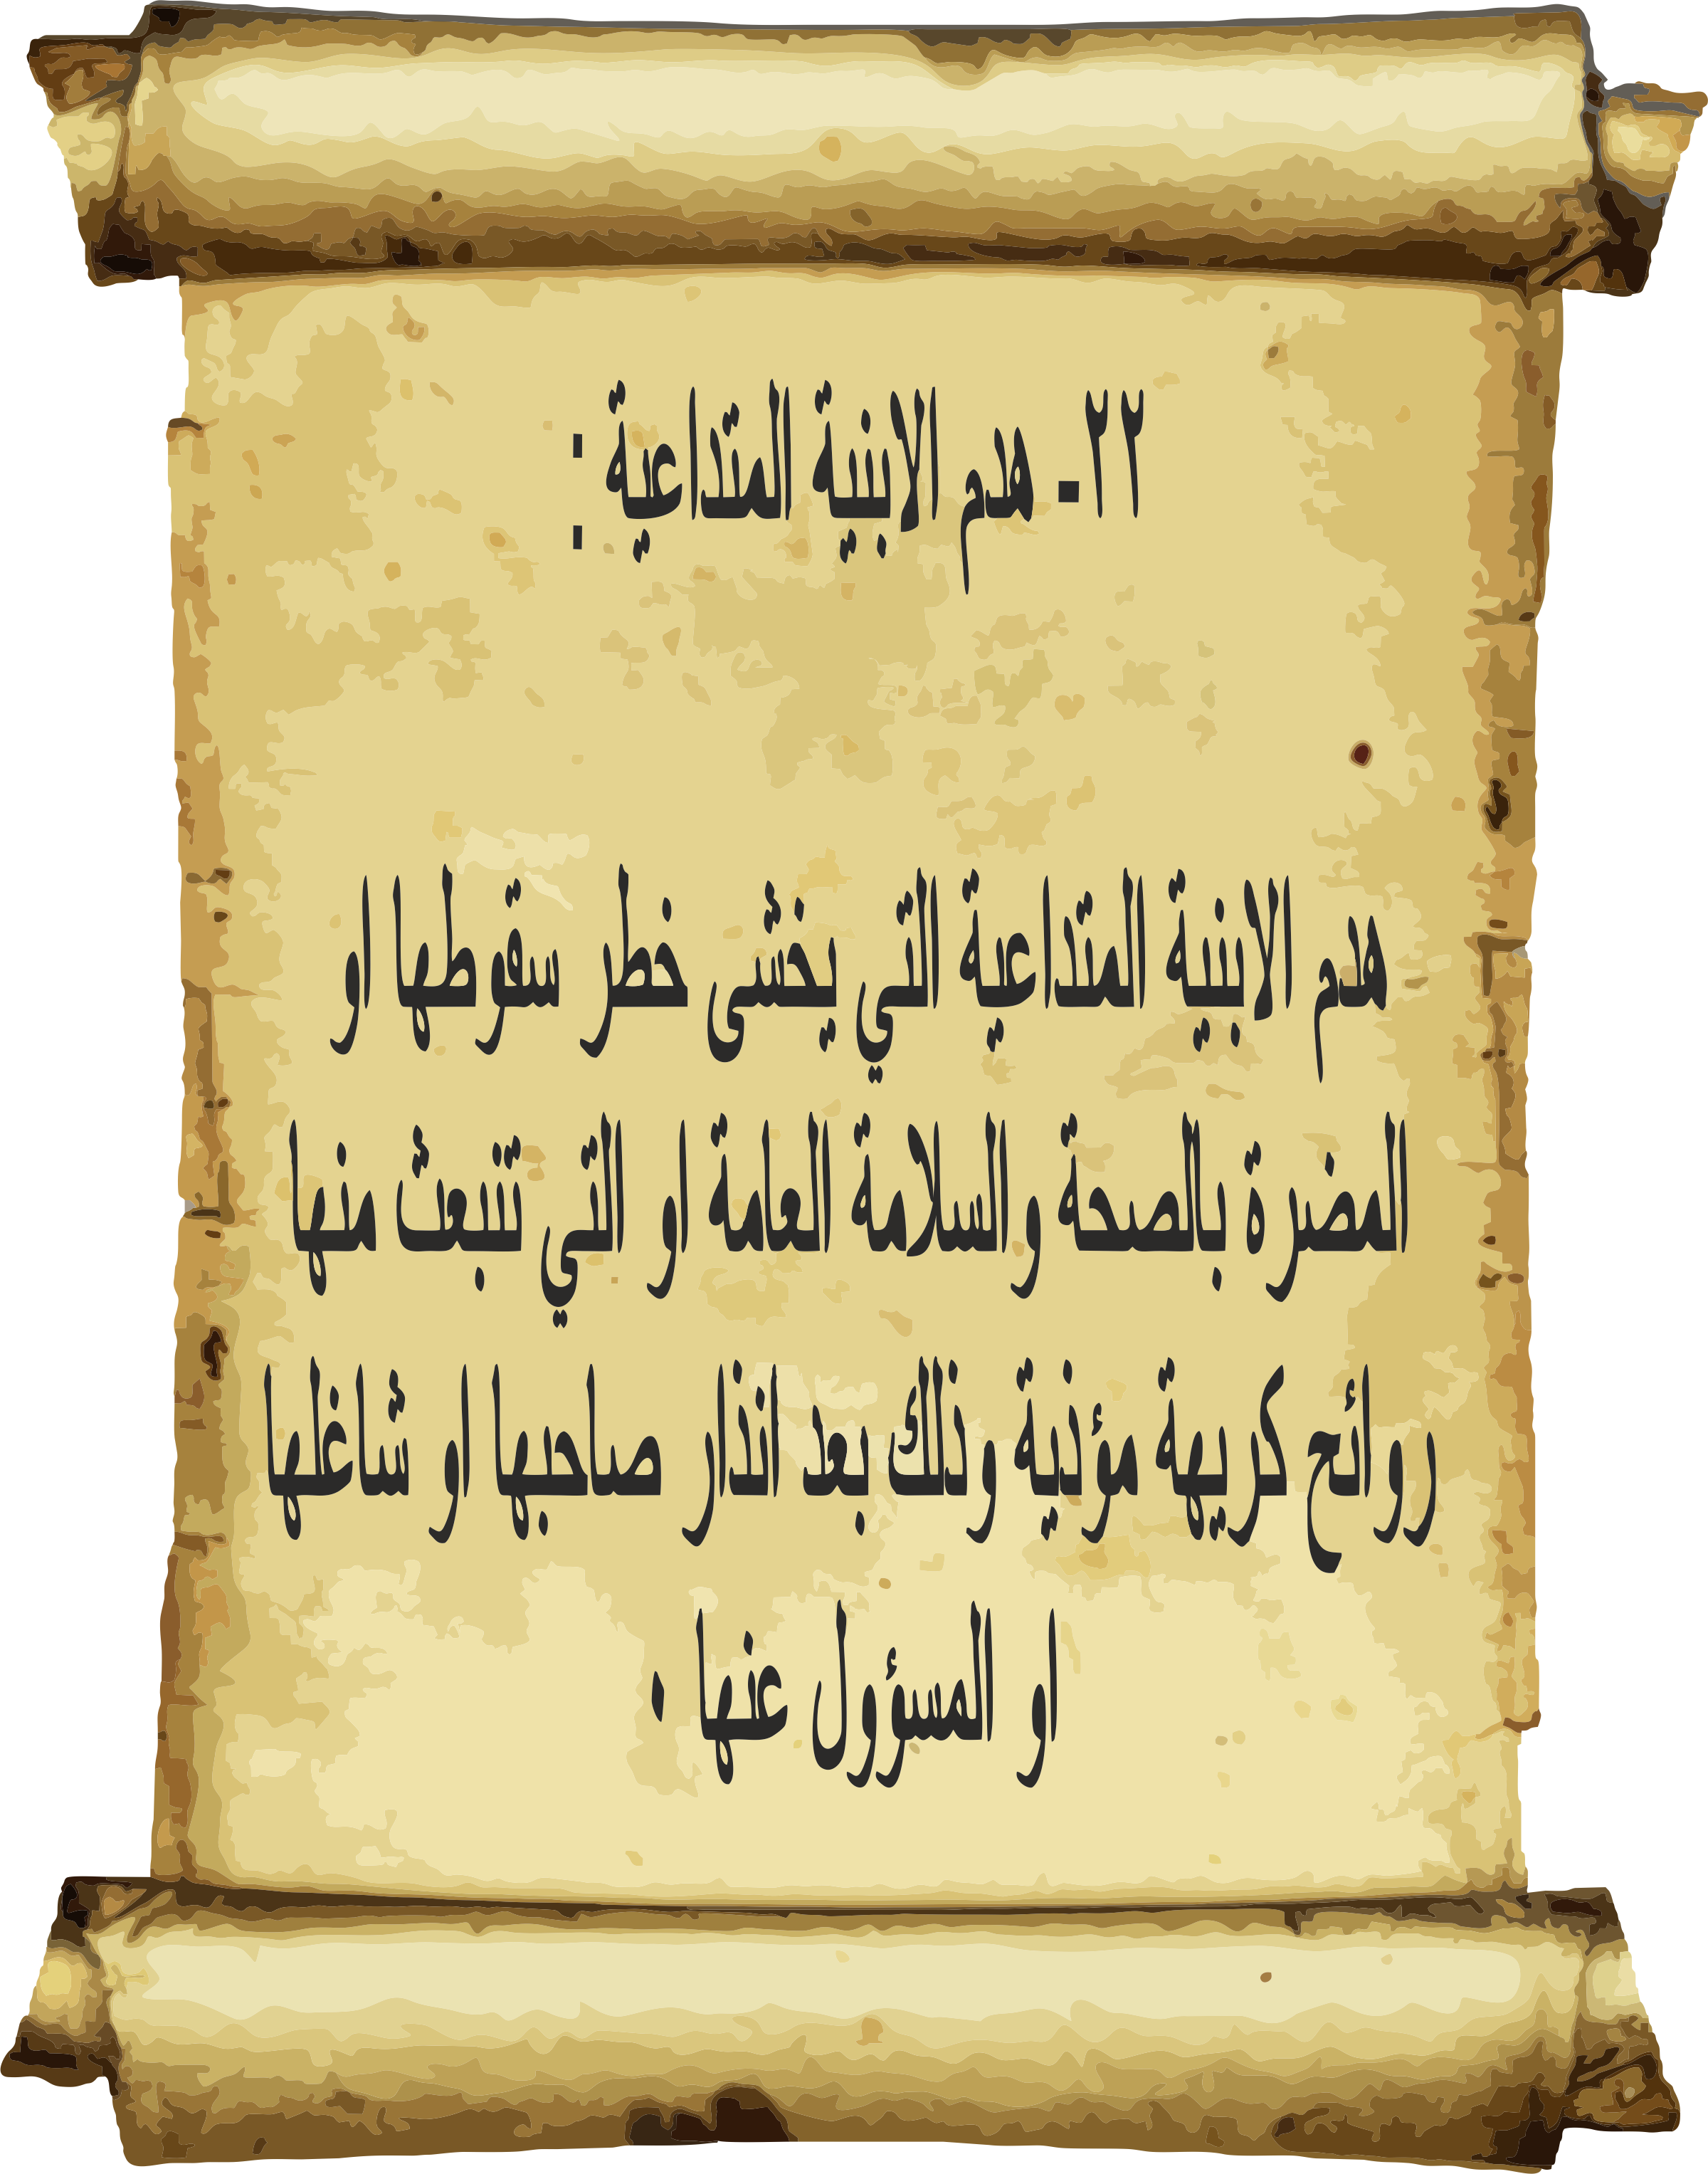 ٢٢- هدم الابنية المتداعية :
هدم الابنية المتداعية التي يخشى خطر سقوطها او
المضرة بالصحة والسلامة العامة او التي تنبعث منها
روائح كريهة مؤذية وذلك بعد انذار صاحبها او شاغلها
او المسؤول عنها ٠